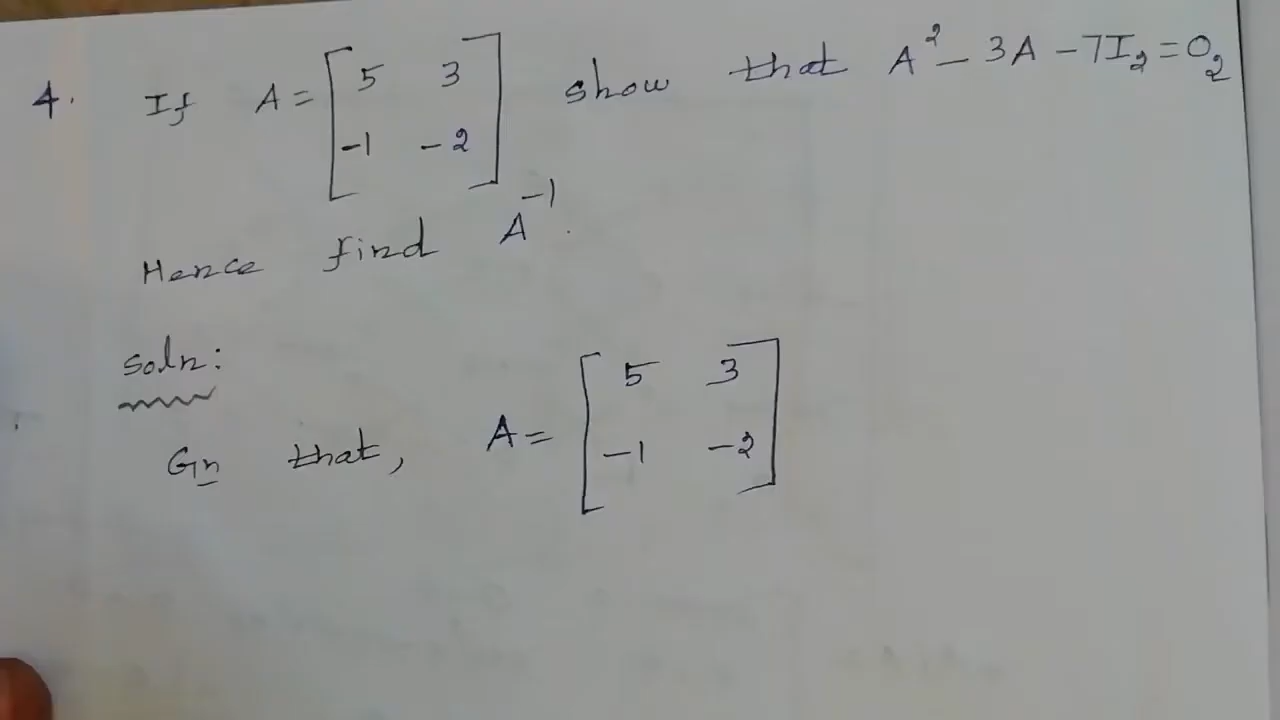 4. If A = [5 3
-1 -2] show that A² - 3A - 7I₂ = O₂
Hence find A⁻¹.
soln:
Gn that, A = [5 3
-1 -2]